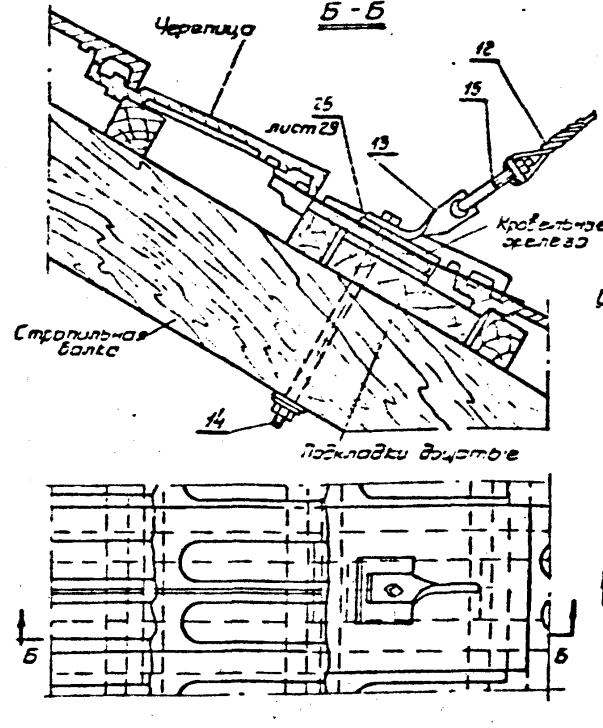 Б-Б
Черепица
12
15
25
лист 29
13
Кровельное
железо
Стропильная
балка
14
Подкладки дощатые
Б
Б